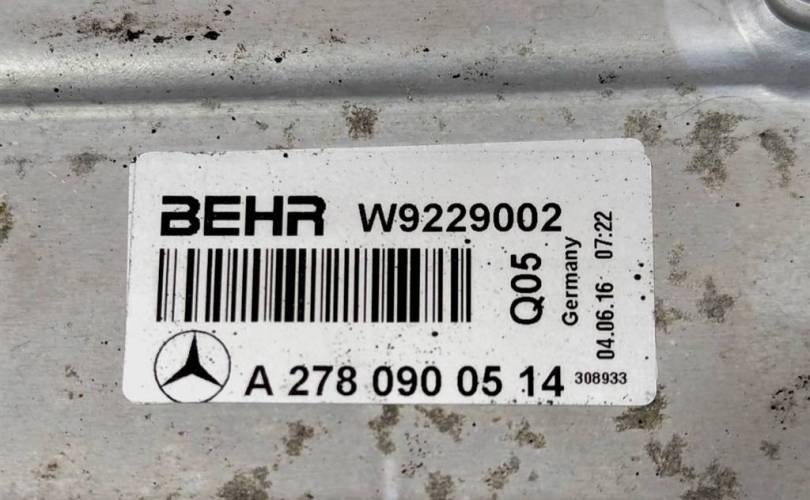 BEHR W9229002
Q05
Germany
04.06.16 07:22
A 278 090 05 14 308933